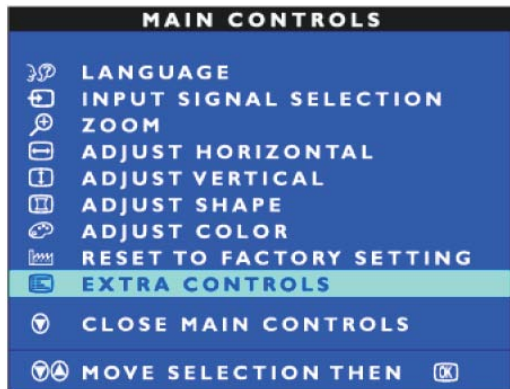 MAIN CONTROLS
LANGUAGE
INPUT SIGNAL SELECTION
ZOOM
ADJUST HORIZONTAL
ADJUST VERTICAL
ADJUST SHAPE
ADJUST COLOR
RESET TO FACTORY SETTING
EXTRA CONTROLS
CLOSE MAIN CONTROLS
MOVE SELECTION THEN OK